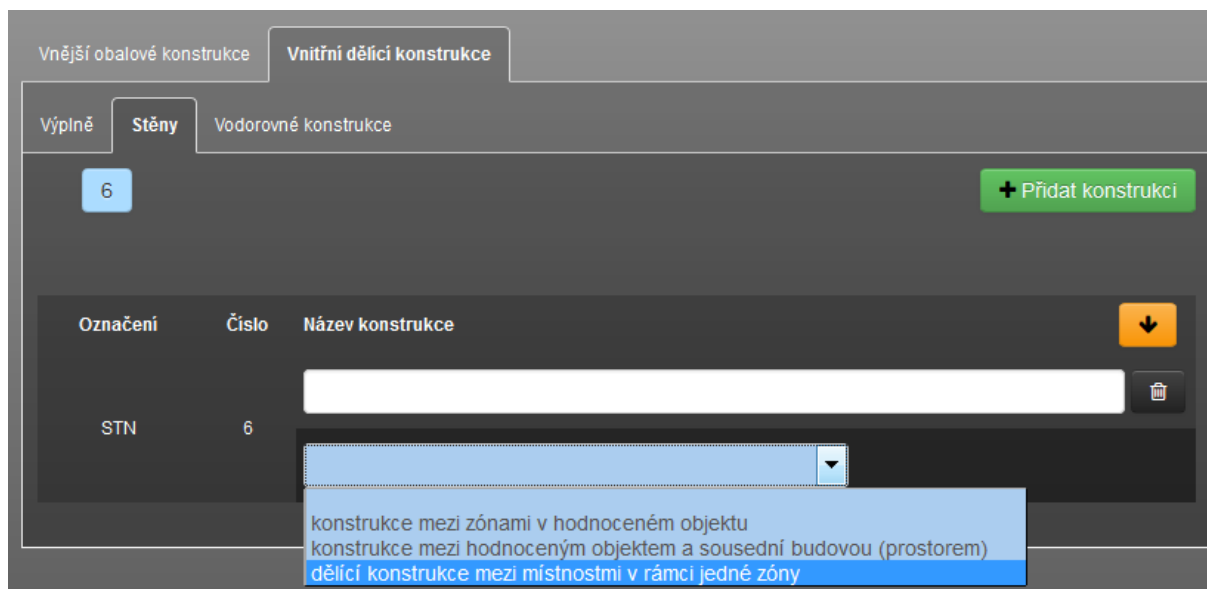 Vnější obalové konstrukce Vnitřní dělící konstrukce
Výplně Stěny Vodorovné konstrukce
6 Přidat konstrukci
Označení Číslo Název konstrukce
STN 6
konstrukce mezi zónami v hodnoceném objektu
konstrukce mezi hodnoceným objektem a sousední budovou (prostorem)
dělící konstrukce mezi místnostmi v rámci jedné zóny